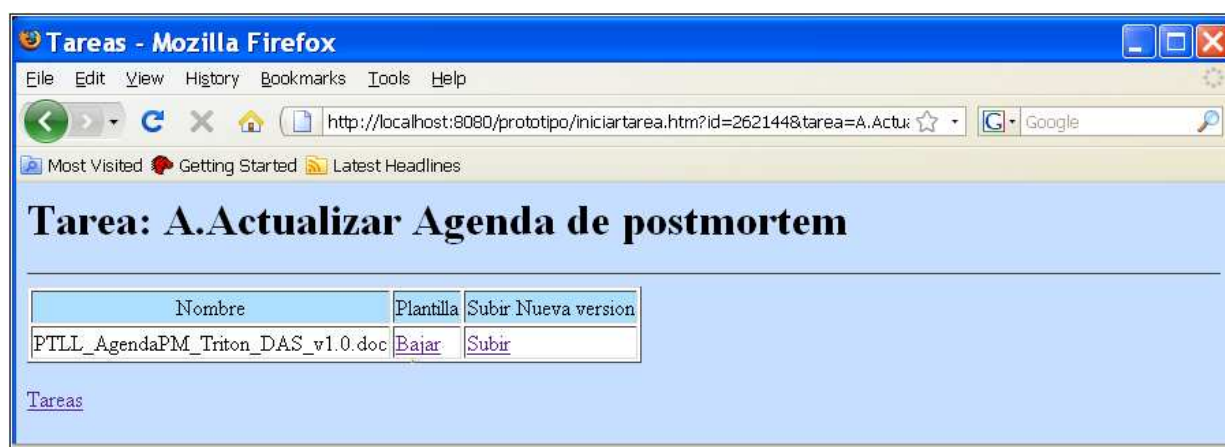 Tareas - Mozilla Firefox
File Edit View History Bookmarks Tools Help
http://localhost:8080/prototipo/iniciartarea.htm?id=262144&tarea=A.Actua G Google
Most Visited Getting Started Latest Headlines
Tarea: A.Actualizar Agenda de postmortem
Nombre Plantilla Subir Nueva version
PTLL_AgendaPM_Triton_DAS_v1.0.doc Bajar Subir
Tareas